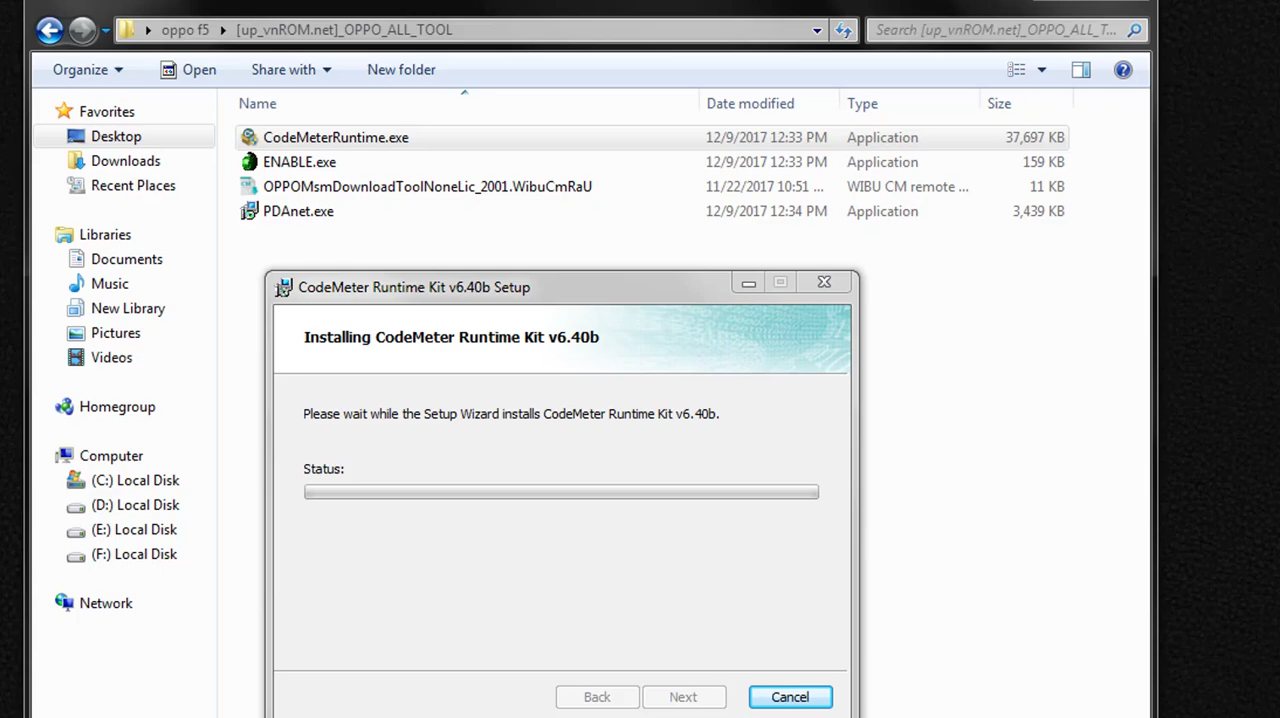 oppo f5 [up_vnROM.net]_OPPO_ALL_TOOL Search [up_vnROM.net]_OPPO_ALL_T...
Organize Open Share with New folder
Name Date modified Type Size
Favorites
Desktop
Downloads
Recent Places
Libraries
Documents
Music
New Library
Pictures
Videos
Homegroup
Computer
(C:) Local Disk
(D:) Local Disk
(E:) Local Disk
(F:) Local Disk
Network
CodeMeterRuntime.exe 12/9/2017 12:33 PM Application 37,697 KB
ENABLE.exe 12/9/2017 12:33 PM Application 159 KB
OPPOMsmDownloadToolNoneLic_2001.WibuCmRaU 11/22/2017 10:51 ... WIBU CM remote ... 11 KB
PDAnet.exe 12/9/2017 12:34 PM Application 3,439 KB
CodeMeter Runtime Kit v6.40b Setup
Installing CodeMeter Runtime Kit v6.40b
Please wait while the Setup Wizard installs CodeMeter Runtime Kit v6.40b.
Status:
Back Next Cancel